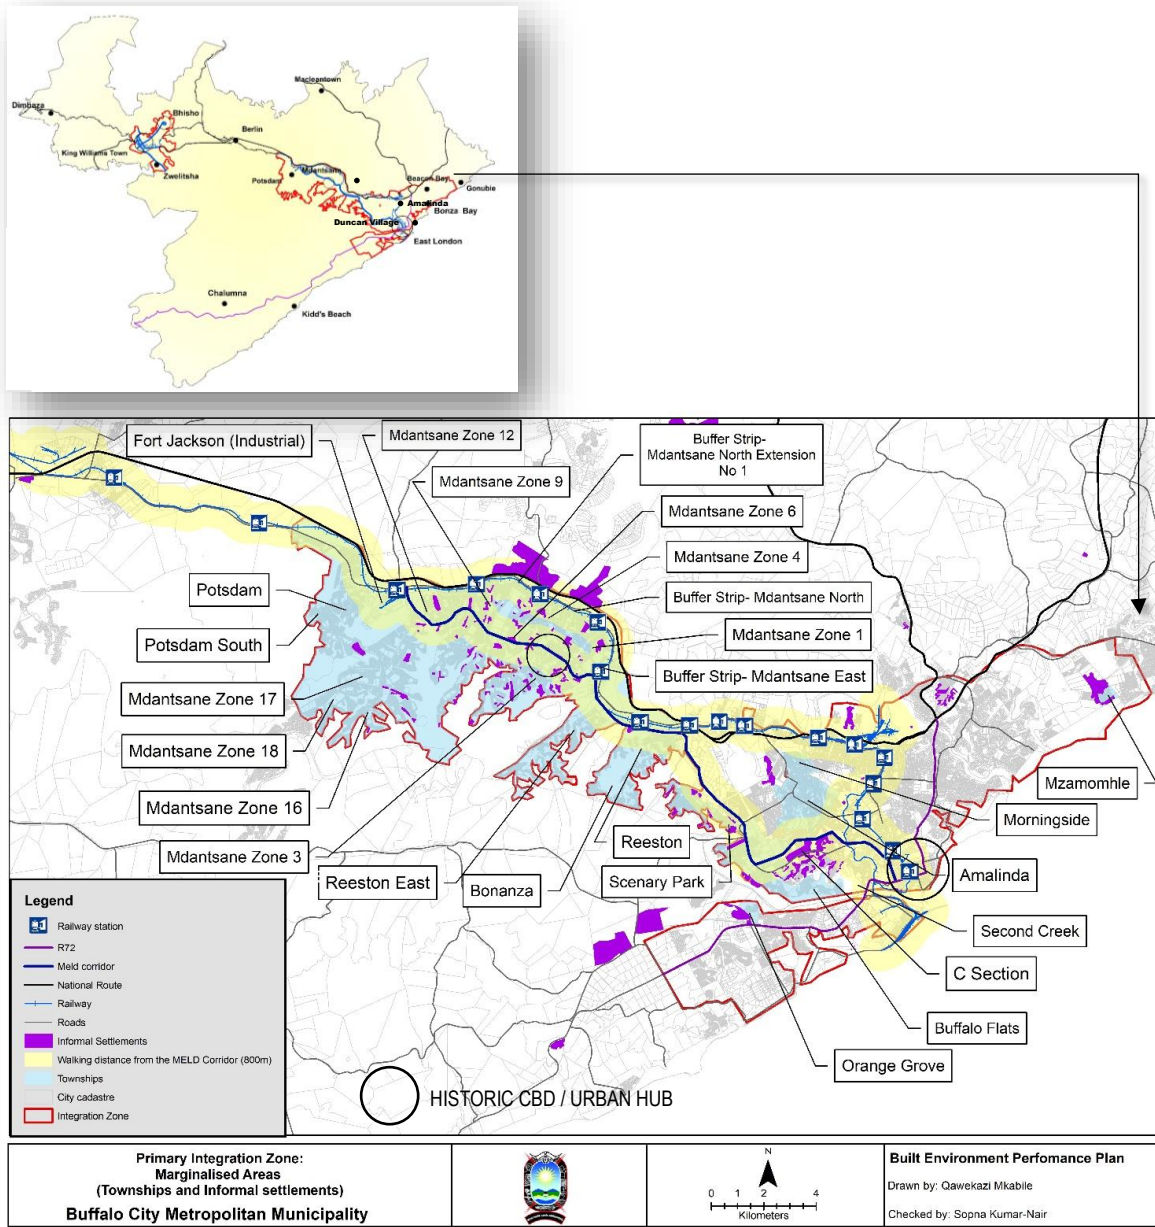 Macleantown
Dimbaza
Bhisho
Berlin
King Williams Town
Zwelitsha
Potsdam
Mdantsane
Beacon Bay
Gonubie
Amalinda
Bonza Bay
Duncan Village
East London
Chalumna
Kidd's Beach
Fort Jackson (Industrial)
Mdantsane Zone 12
Buffer Strip-
Mdantsane North Extension
No 1
Mdantsane Zone 9
Mdantsane Zone 6
Mdantsane Zone 4
Potsdam
Buffer Strip- Mdantsane North
Potsdam South
Mdantsane Zone 1
Buffer Strip- Mdantsane East
Mdantsane Zone 17
Mdantsane Zone 18
Mzamomhle
Mdantsane Zone 16
Morningside
Reeston
Mdantsane Zone 3
Reeston East
Bonanza
Scenary Park
Amalinda
Second Creek
C Section
Buffalo Flats
Orange Grove
Legend
Railway station
R72
Meld corridor
National Route
Railway
Roads
Informal Settlements
Walking distance from the MELD Corridor (800m)
Townships
City cadastre
Integration Zone
HISTORIC CBD / URBAN HUB
Primary Integration Zone:
Marginalised Areas
(Townships and Informal settlements)
Buffalo City Metropolitan Municipality
N
0 1 2 4
Kilometers
Built Environment Perfomance Plan
Drawn by: Qawekazi Mkabile
Checked by: Sopna Kumar-Nair